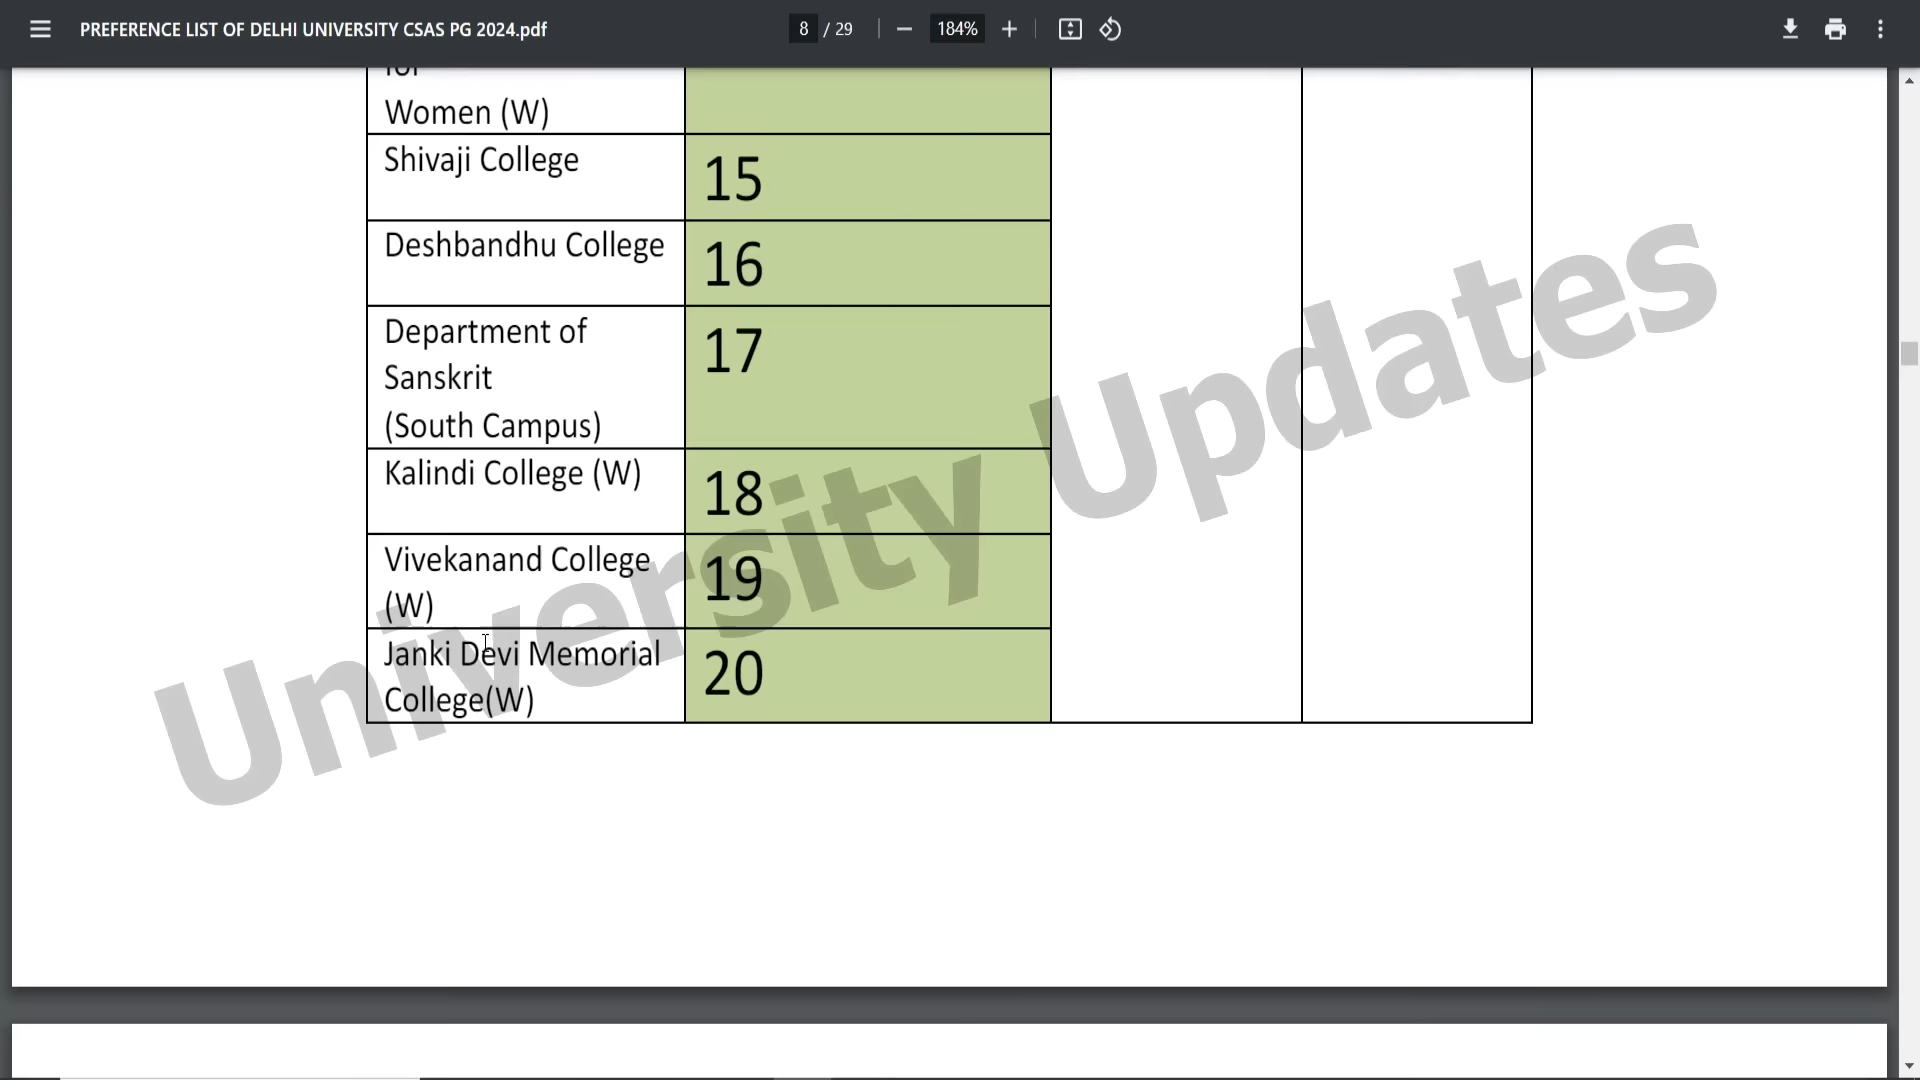 PREFERENCE LIST OF DELHI UNIVERSITY CSAS PG 2024.pdf
8 / 29
184%
for
Women (W)
Shivaji College
15
Deshbandhu College
16
Department of
Sanskrit
(South Campus)
17
Kalindi College (W)
18
Vivekanand College
(W)
19
Janki Devi Memorial
College(W)
20
University Updates